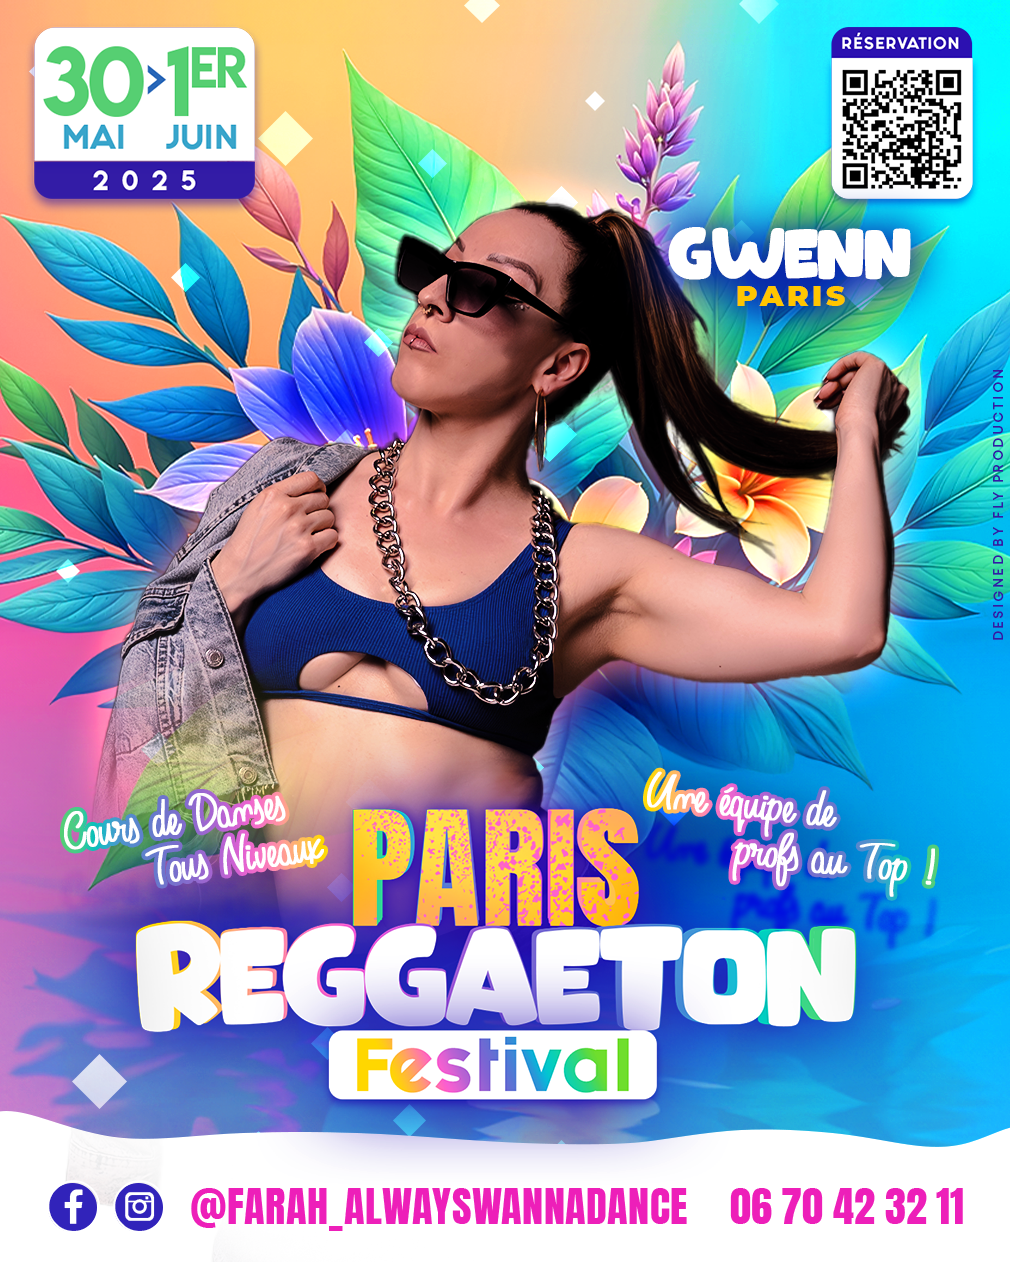 30 > 1ER
MAI JUIN
2025
RÉSERVATION
GWENN
PARIS
DESIGNED BY FLY PRODUCTION
Cours de Danses
Tous Niveaux
Une équipe de
profs au Top !
PARIS
REGGAETON
Festival
@FARAH_ALWAYSWANNADANCE 06 70 42 32 11